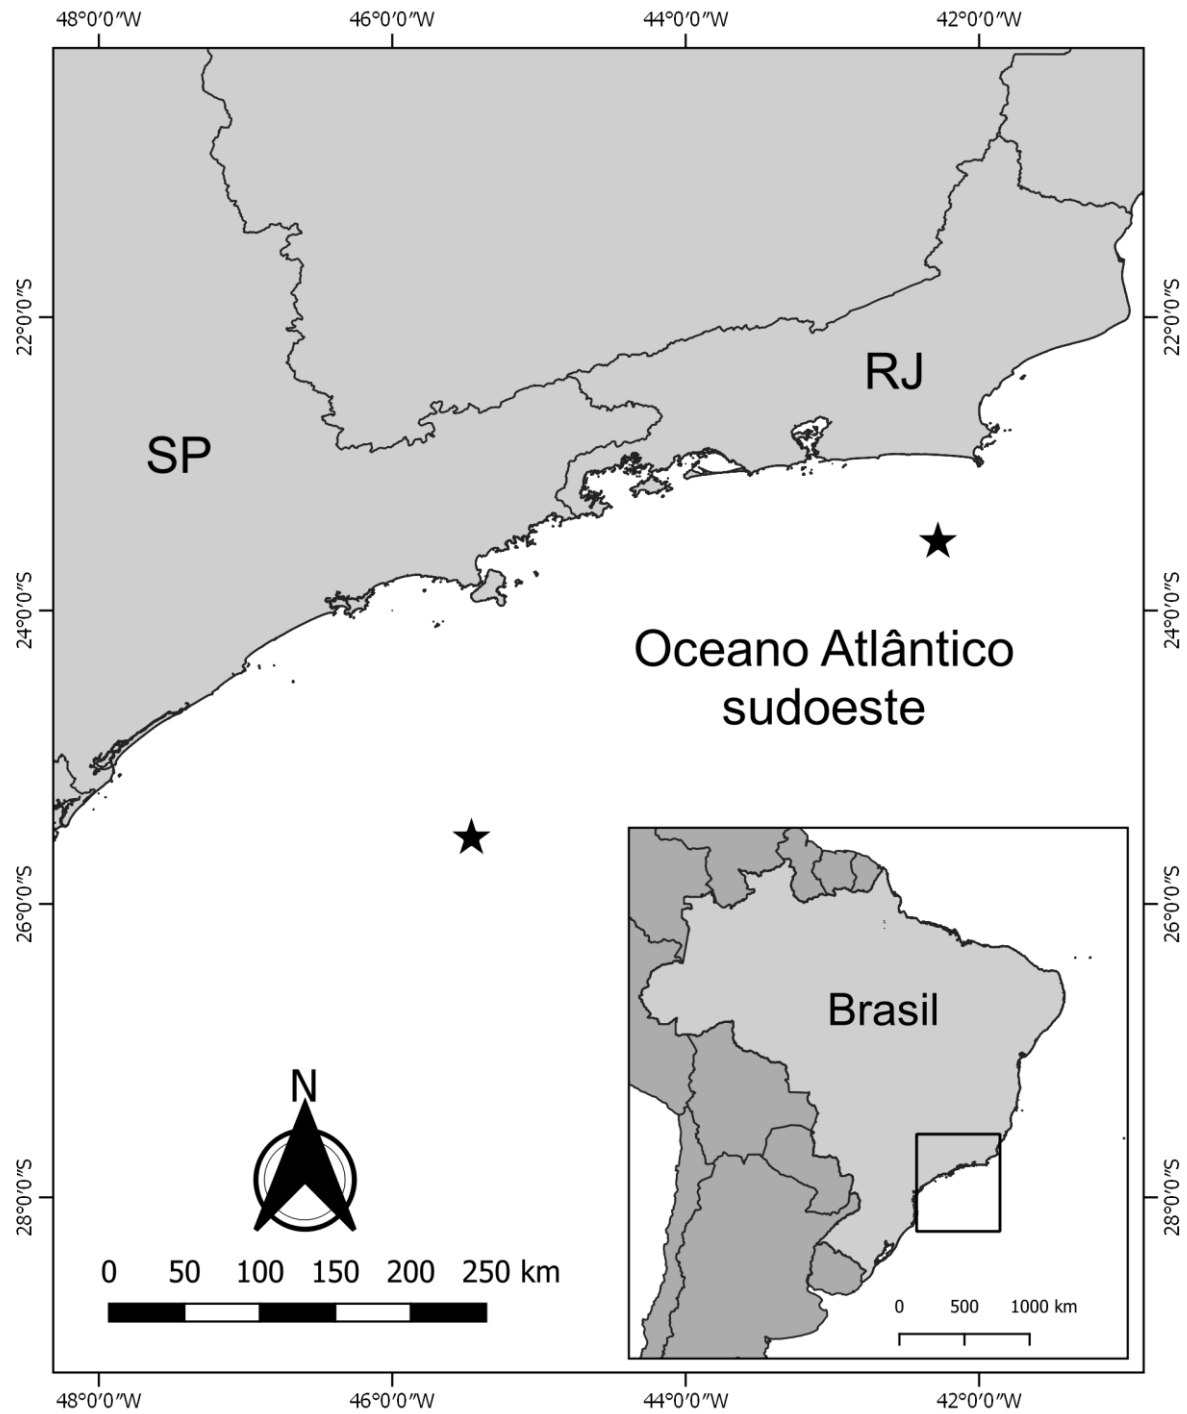 48°0′0″W 46°0′0″W 44°0′0″W 42°0′0″W
22°0′0″S 22°0′0″S
RJ
SP
24°0′0″S 24°0′0″S
Oceano Atlântico
sudoeste
26°0′0″S 26°0′0″S
Brasil
N
28°0′0″S 28°0′0″S
0 50 100 150 200 250 km
0 500 1000 km
48°0′0″W 46°0′0″W 44°0′0″W 42°0′0″W